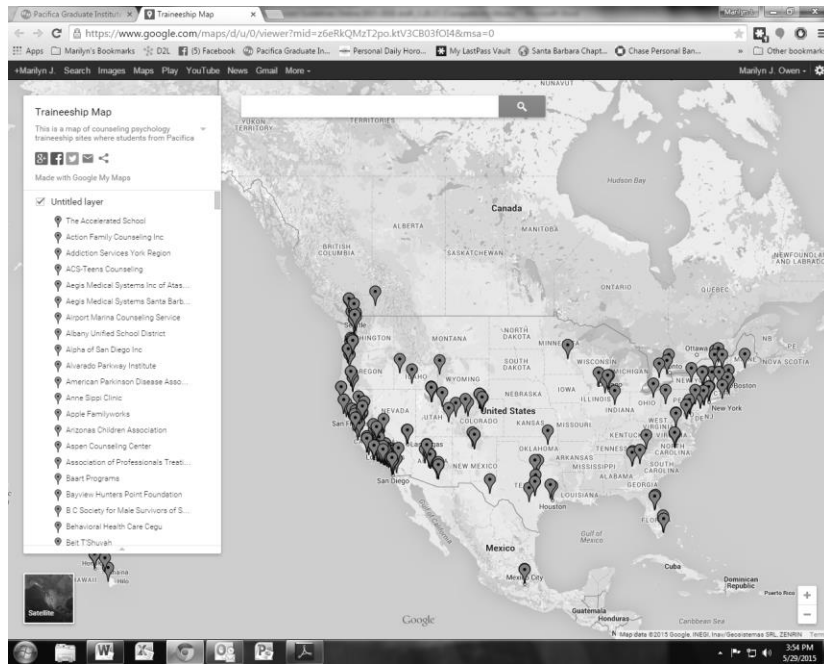 Pacifica Graduate Institut
Traineeship Map
Marilyn J.
https://www.google.com/maps/d/u/0/viewer?mid=z6eRkQMzT2po.ktV3CB03fOI4&msa=0
Apps Marilyn's Bookmarks D2L (5) Facebook Pacifica Graduate In... Personal Daily Horo... My LastPass Vault Santa Barbara Chapt... Chase Personal Ban... » Other bookmarks
+Marilyn J. Search Images Maps Play YouTube News Gmail More
Marilyn J. Owen
Traineeship Map
This is a map of counseling psychology
traineeship sites where students from Pacifica
Made with Google My Maps
Untitled layer
The Accelerated School
Action Family Counseling Inc
Addiction Services York Region
ACS-Teens Counseling
Aegis Medical Systems Inc of Atas...
Aegis Medical Systems Santa Barb...
Airport Marina Counseling Service
Albany Unified School District
Alpha of San Diego Inc
Alvarado Parkway Institute
American Parkinson Disease Asso...
Anne Sippi Clinic
Apple Familyworks
Arizonas Children Association
Aspen Counseling Center
Association of Professionals Treati...
Baart Programs
Bayview Hunters Point Foundation
B C Society for Male Survivors of S...
Behavioral Health Care Cegu
Beit T'Shuvah
Satellite
HAWAII
Hilo
YUKON
TERRITORY
TERRITORIES
NUNAVUT
Hudson Bay
Canada
BRITISH
COLUMBIA
ALBERTA
SASKATCHEWAN
MANITOBA
ONTARIO
QUEBEC
NEWFOUNDLAN
AND LABRADO
NB
PE
NOVA SCOTIA
Ottawa
MONTANA
NORTH
DAKOTA
SOUTH
DAKOTA
WISCONSIN
MICHIGAN
Boston
New York
WYOMING
NEBRASKA
IOWA
ILLINOIS
INDIANA
OHIO
NEVADA
UTAH
COLORADO
United States
KANSAS
MISSOURI
WEST
VIRGINIA
OKLAHOMA
ARKANSAS
MISSISSIPPI
ALABAMA
GEORGIA
NORTH
CAROLINA
SOUTH
CAROLINA
NEW MEXICO
San Diego
LOUISIANA
Houston
Gulf of
Mexico
Mexico
Mexico City
Cuba
Dominican
Republic
Puerto Rico
Guatemala
Honduras
Caribbean Sea
Google
Map data ©2015 Google, INEGI, Inav/Geosistemas SRL, ZENRIN
3:54 PM
5/29/2015